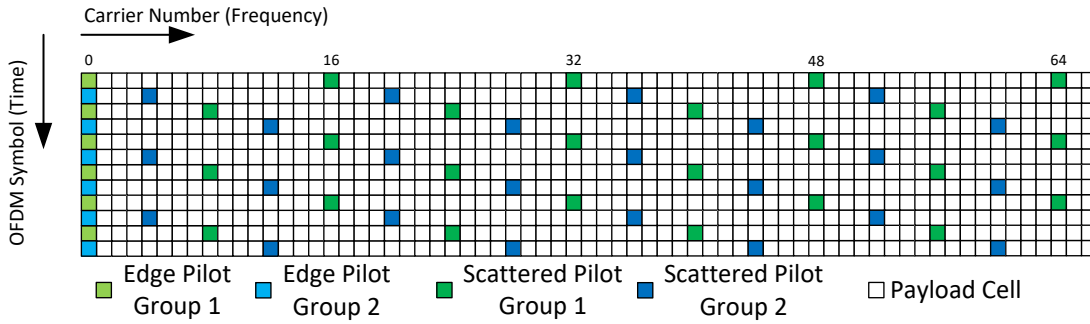 Carrier Number (Frequency)
0 16 32 48 64
OFDM Symbol (Time)
Edge Pilot
Group 1
Edge Pilot
Group 2
Scattered Pilot
Group 1
Scattered Pilot
Group 2
Payload Cell